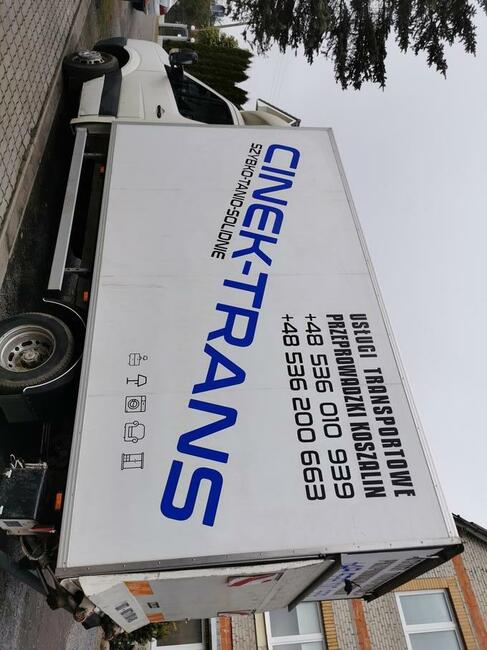 USŁUGI TRANSPORTOWE
PRZEPROWADZKI KOSZALIN
+48 536 010 939
+48 536 200 663
CINEK-TRANS
SZYBKO-TANIO-SOLIDNIE